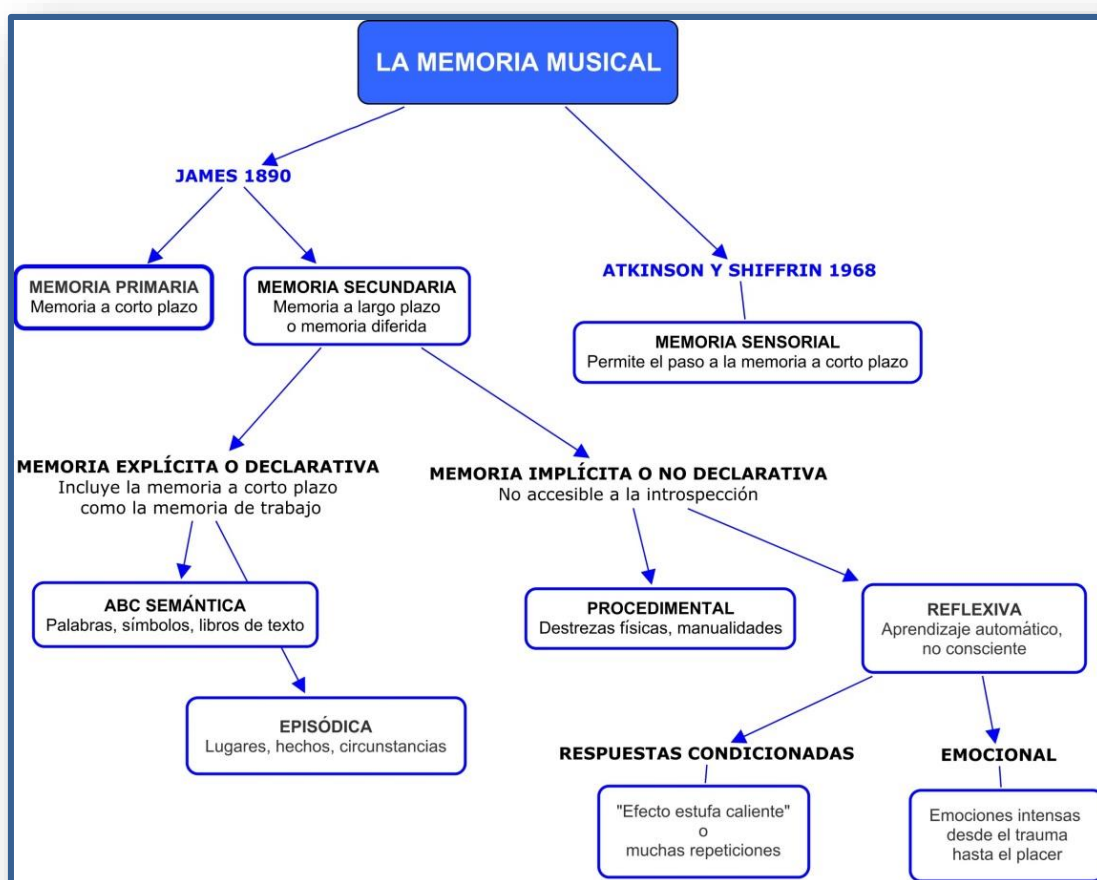 LA MEMORIA MUSICAL
JAMES 1890
MEMORIA PRIMARIA
Memoria a corto plazo
MEMORIA SECUNDARIA
Memoria a largo plazo
o memoria diferida
ATKINSON Y SHIFFRIN 1968
MEMORIA SENSORIAL
Permite el paso a la memoria a corto plazo
MEMORIA EXPLÍCITA O DECLARATIVA
Incluye la memoria a corto plazo
como la memoria de trabajo
MEMORIA IMPLÍCITA O NO DECLARATIVA
No accesible a la introspección
ABC SEMÁNTICA
Palabras, símbolos, libros de texto
PROCEDIMENTAL
Destrezas físicas, manualidades
REFLEXIVA
Aprendizaje automático,
no consciente
EPISÓDICA
Lugares, hechos, circunstancias
RESPUESTAS CONDICIONADAS
"Efecto estufa caliente"
o
muchas repeticiones
EMOCIONAL
Emociones intensas
desde el trauma
hasta el placer